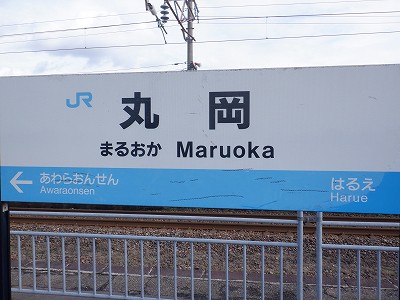 JR
丸岡
まるおか Maruoka
← あわらおんせん はるえ
Awaraonsen Harue